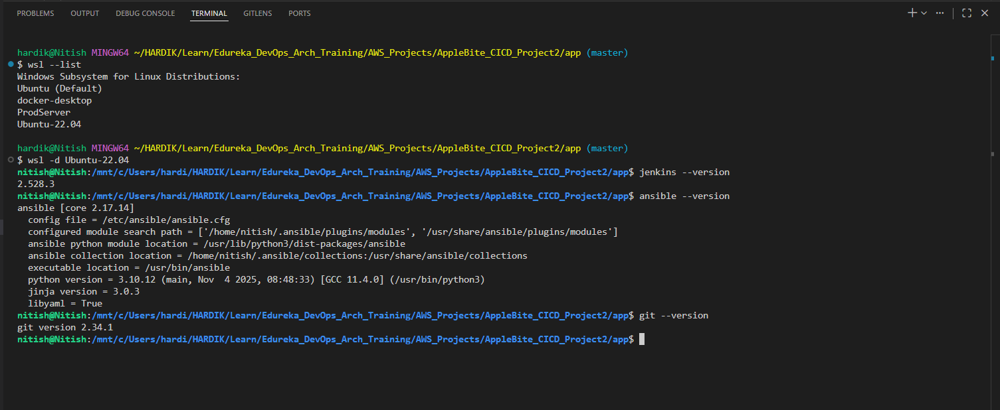 PROBLEMS OUTPUT DEBUG CONSOLE TERMINAL GITLENS PORTS
hardik@Nitish MINGW64 ~/HARDIK/Learn/Edureka_DevOps_Arch_Training/AWS_Projects/AppleBite_CICD_Project2/app (master)
$ wsl --list
Windows Subsystem for Linux Distributions:
Ubuntu (Default)
docker-desktop
ProdServer
Ubuntu-22.04
hardik@Nitish MINGW64 ~/HARDIK/Learn/Edureka_DevOps_Arch_Training/AWS_Projects/AppleBite_CICD_Project2/app (master)
$ wsl -d Ubuntu-22.04
nitish@Nitish:/mnt/c/Users/hardi/HARDIK/Learn/Edureka_DevOps_Arch_Training/AWS_Projects/AppleBite_CICD_Project2/app$ jenkins --version
2.528.3
nitish@Nitish:/mnt/c/Users/hardi/HARDIK/Learn/Edureka_DevOps_Arch_Training/AWS_Projects/AppleBite_CICD_Project2/app$ ansible --version
ansible [core 2.17.14]
  config file = /etc/ansible/ansible.cfg
  configured module search path = ['/home/nitish/.ansible/plugins/modules', '/usr/share/ansible/plugins/modules']
  ansible python module location = /usr/lib/python3/dist-packages/ansible
  ansible collection location = /home/nitish/.ansible/collections:/usr/share/ansible/collections
  executable location = /usr/bin/ansible
  python version = 3.10.12 (main, Nov  4 2025, 08:48:33) [GCC 11.4.0] (/usr/bin/python3)
  jinja version = 3.0.3
  libyaml = True
nitish@Nitish:/mnt/c/Users/hardi/HARDIK/Learn/Edureka_DevOps_Arch_Training/AWS_Projects/AppleBite_CICD_Project2/app$ git --version
git version 2.34.1
nitish@Nitish:/mnt/c/Users/hardi/HARDIK/Learn/Edureka_DevOps_Arch_Training/AWS_Projects/AppleBite_CICD_Project2/app$